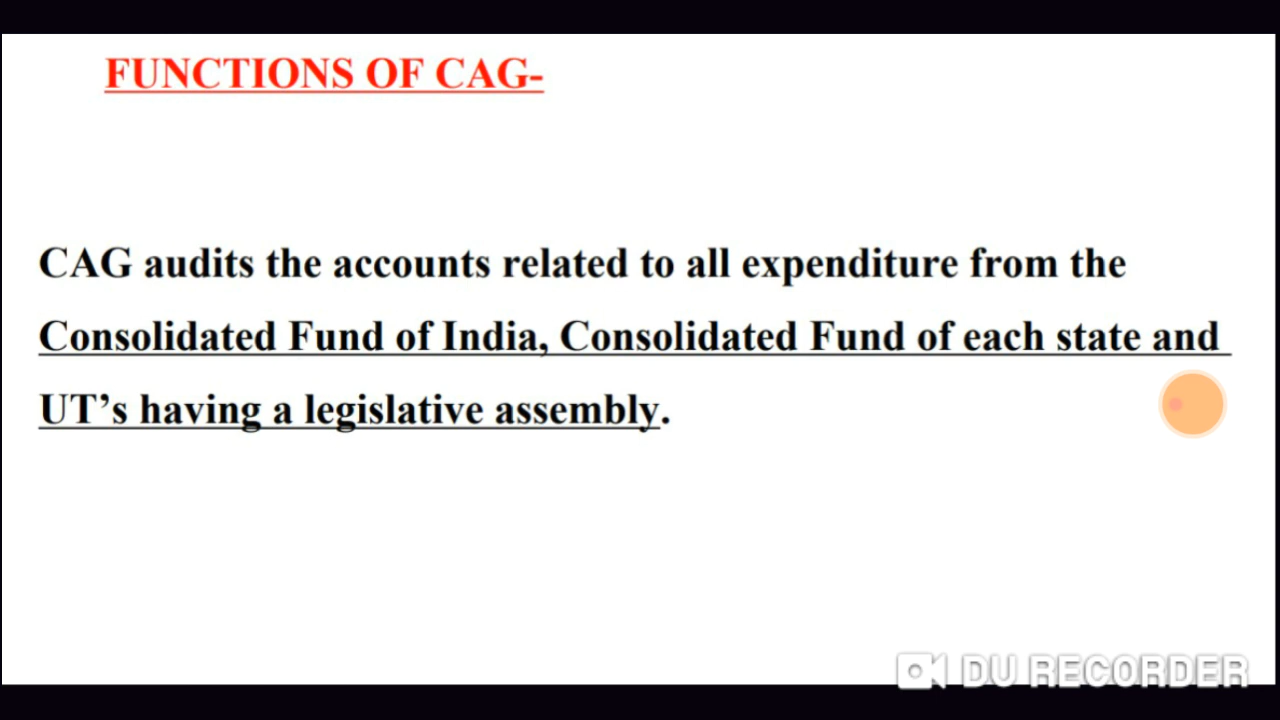 FUNCTIONS OF CAG-
CAG audits the accounts related to all expenditure from the
Consolidated Fund of India, Consolidated Fund of each state and
UT’s having a legislative assembly.
DU RECORDER